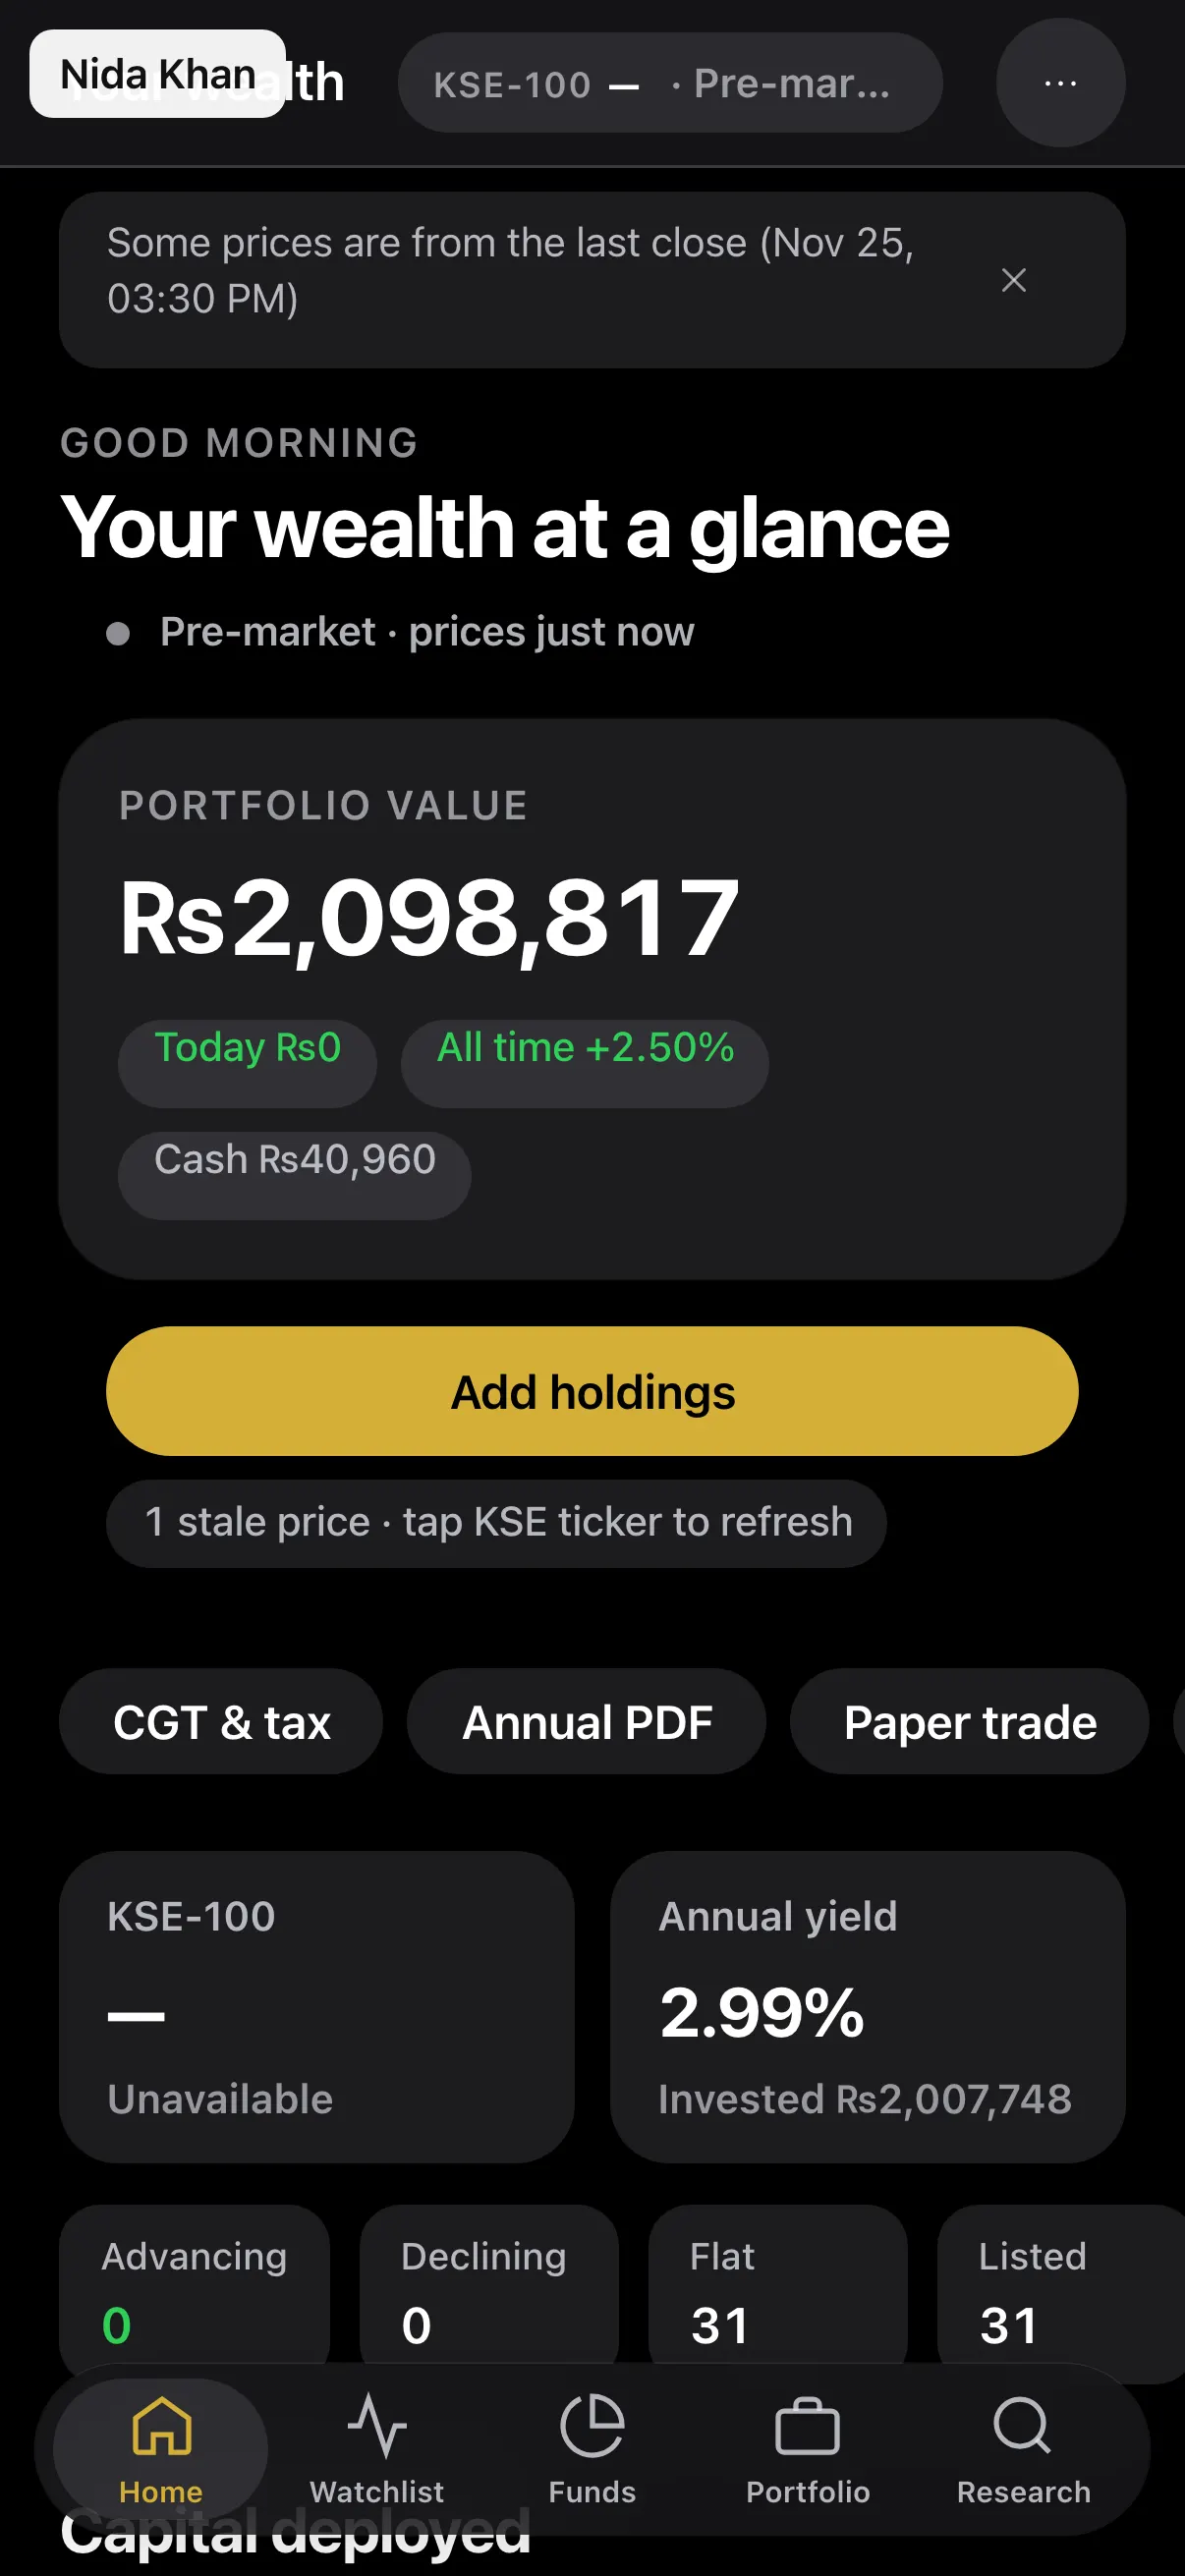 Nida Khan
Your wealth
KSE-100 — · Pre-mar...
Some prices are from the last close (Nov 25,
03:30 PM)
GOOD MORNING
Your wealth at a glance
Pre-market · prices just now
PORTFOLIO VALUE
Rs2,098,817
Today Rs0
All time +2.50%
Cash Rs40,960
Add holdings
1 stale price · tap KSE ticker to refresh
CGT & tax
Annual PDF
Paper trade
KSE-100
—
Unavailable
Annual yield
2.99%
Invested Rs2,007,748
Advancing
0
Declining
0
Flat
31
Listed
31
Home
Watchlist
Funds
Portfolio
Research
Capital deployed